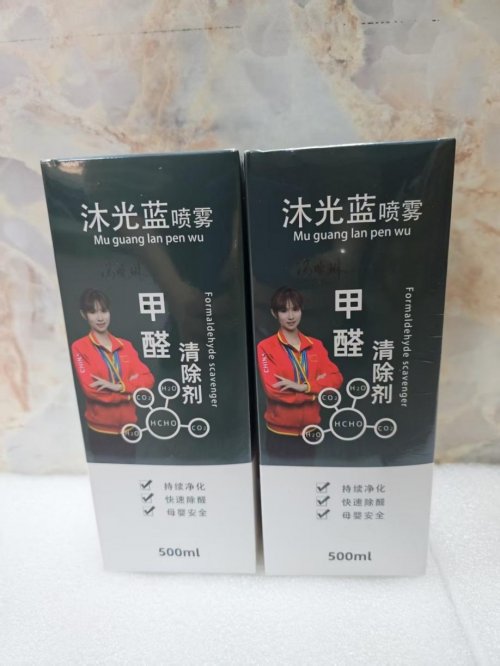 沐光蓝喷雾
Mu guang lan pen wu
甲醛
清除剂
Formaldehyde scavenger
H₂O
CO₂
HCHO
H₂O
CO₂
持续净化
快速除醛
母婴安全
500ml
沐光蓝喷雾
Mu guang lan pen wu
甲醛
清除剂
Formaldehyde scavenger
H₂O
CO₂
HCHO
H₂O
CO₂
持续净化
快速除醛
母婴安全
500ml